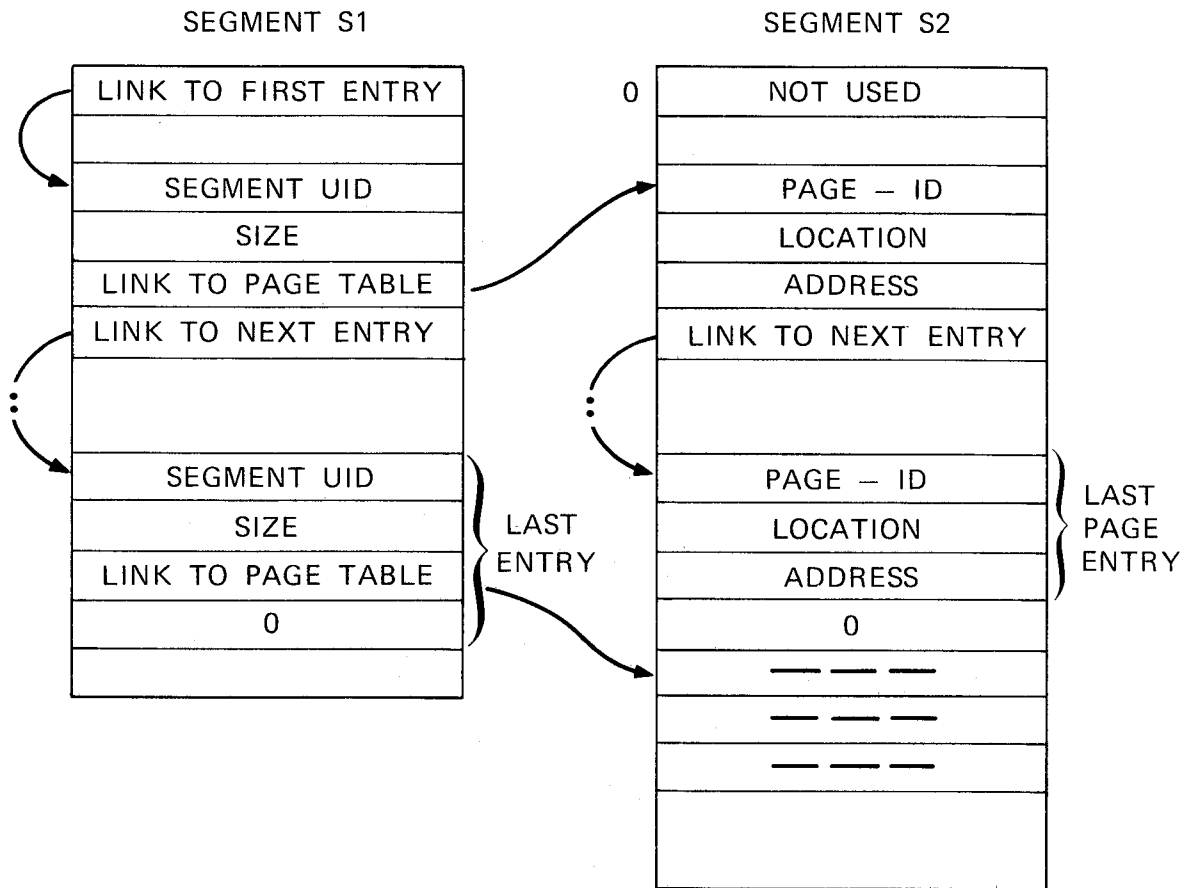 SEGMENT S1
LINK TO FIRST ENTRY
SEGMENT UID
SIZE
LINK TO PAGE TABLE
LINK TO NEXT ENTRY
SEGMENT UID
SIZE
LINK TO PAGE TABLE
0
LAST
ENTRY
SEGMENT S2
0
NOT USED
PAGE – ID
LOCATION
ADDRESS
LINK TO NEXT ENTRY
PAGE – ID
LOCATION
ADDRESS
0
LAST
PAGE
ENTRY